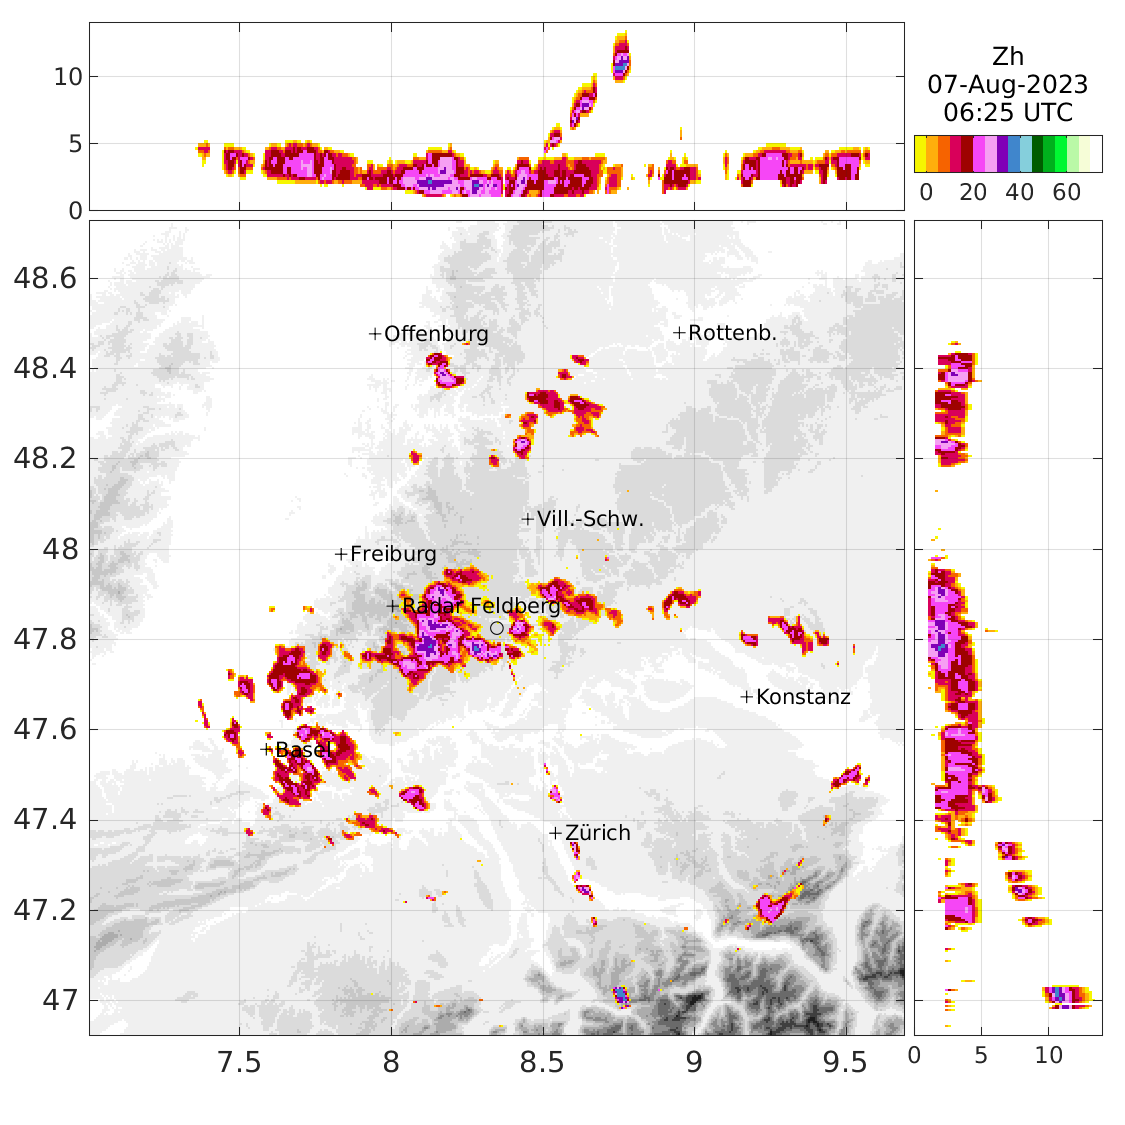 10
5
0
Zh
07-Aug-2023
06:25 UTC
0 20 40 60
48.6
48.4
48.2
48
47.8
47.6
47.4
47.2
47
+Offenburg
+Rottenb.
+Vill.-Schw.
+Freiburg
+Radar Feldberg
+Konstanz
+Basel
+Zürich
7.5 8 8.5 9 9.5
0 5 10